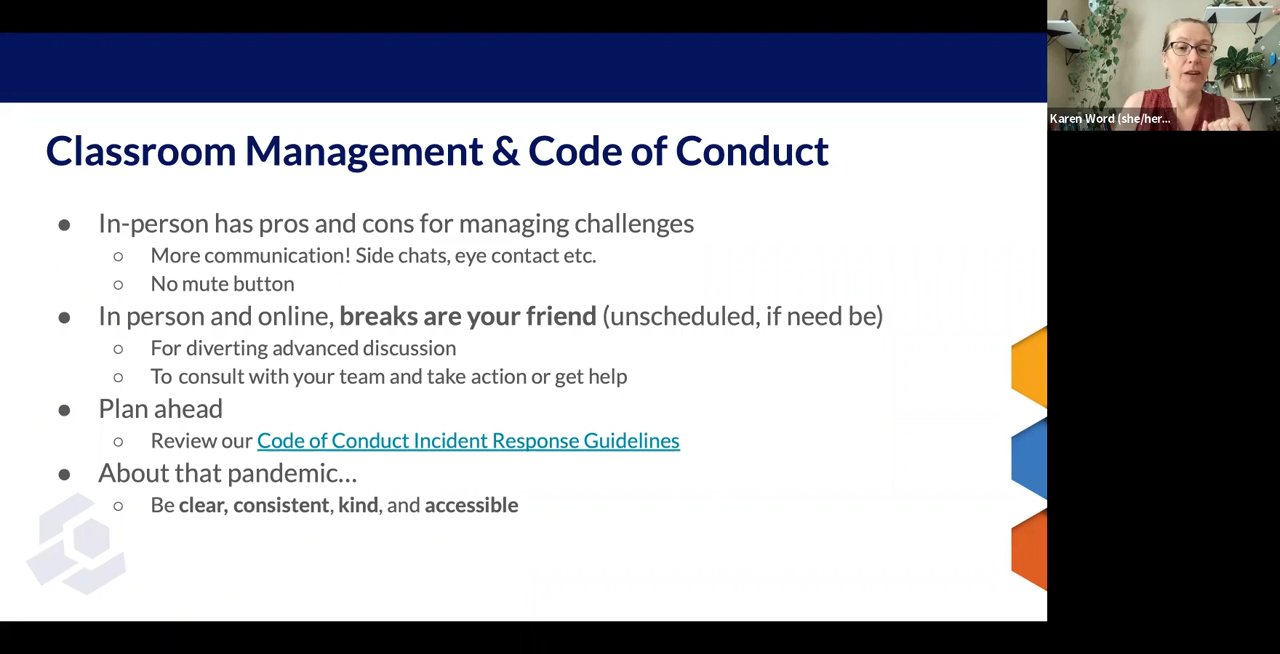 Classroom Management & Code of Conduct
● In-person has pros and cons for managing challenges
○ More communication! Side chats, eye contact etc.
○ No mute button
● In person and online, breaks are your friend (unscheduled, if need be)
○ For diverting advanced discussion
○ To consult with your team and take action or get help
● Plan ahead
○ Review our Code of Conduct Incident Response Guidelines
● About that pandemic...
○ Be clear, consistent, kind, and accessible
Karen Word (she/her...